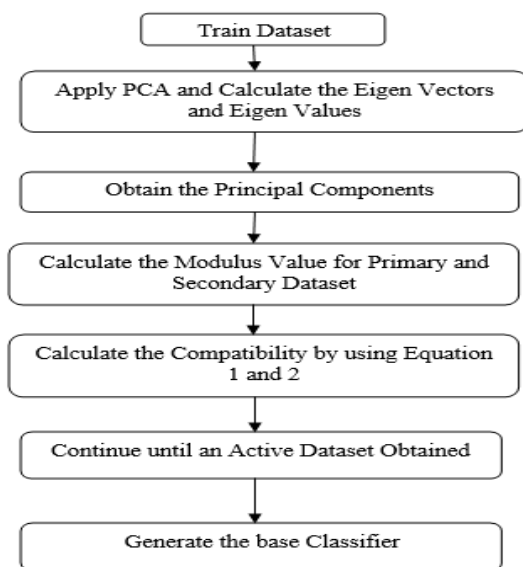 Train Dataset
Apply PCA and Calculate the Eigen Vectors
and Eigen Values
Obtain the Principal Components
Calculate the Modulus Value for Primary and
Secondary Dataset
Calculate the Compatibility by using Equation
1 and 2
Continue until an Active Dataset Obtained
Generate the base Classifier